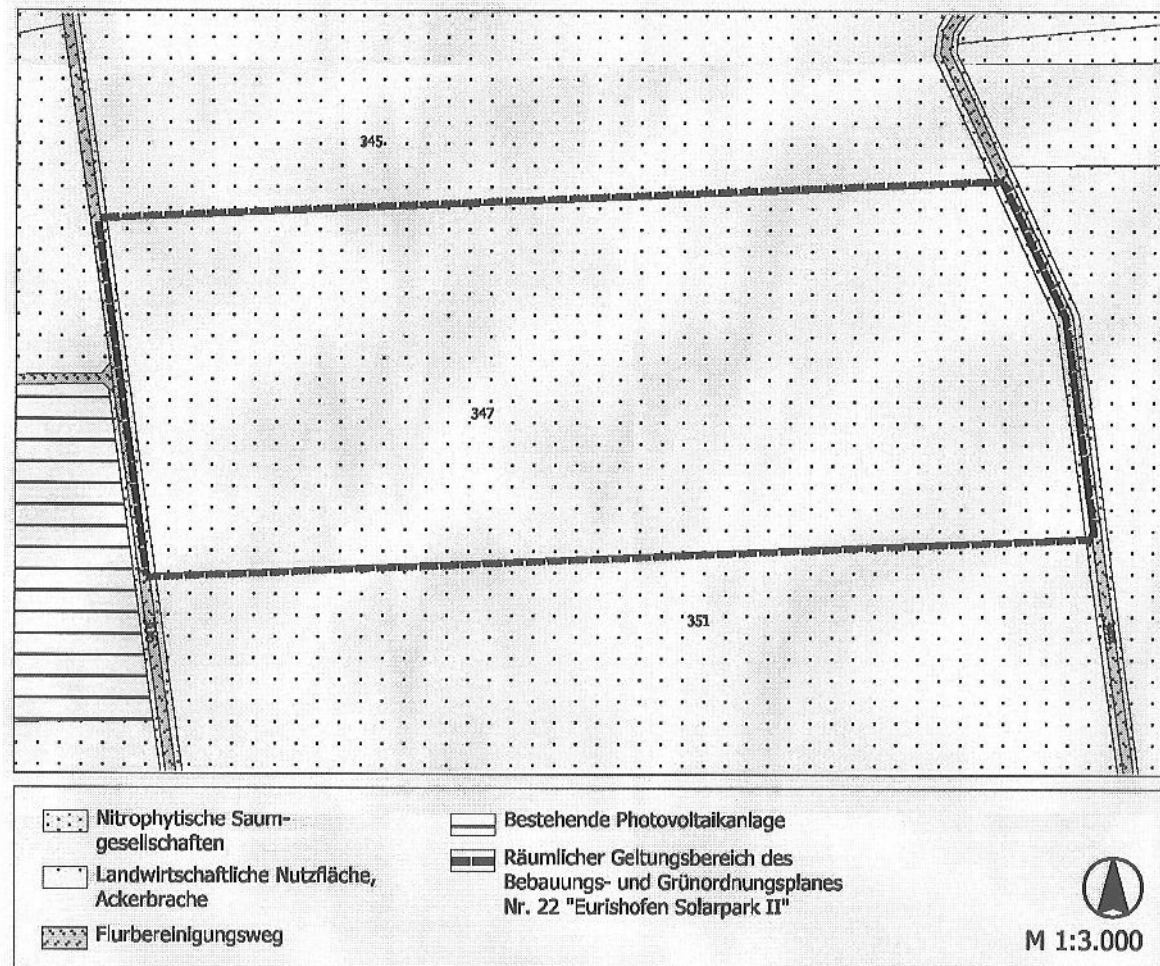 345
347
351
Nitrophytische Saum-
gesellschaften
Landwirtschaftliche Nutzfläche,
Ackerbrache
Flurbereinigungsweg
Bestehende Photovoltaikanlage
Räumlicher Geltungsbereich des
Bebauungs- und Grünordnungsplanes
Nr. 22 "Eurishofen Solarpark II"
M 1:3.000